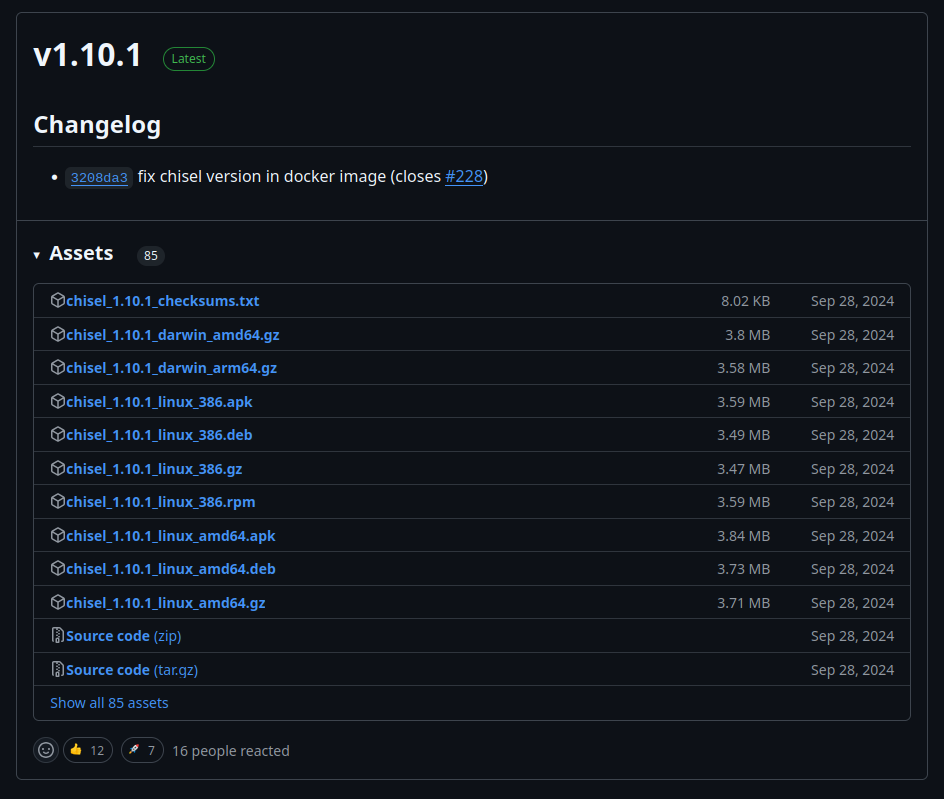 v1.10.1 Latest
Changelog
• 3208da3 fix chisel version in docker image (closes #228)
▾ Assets 85
chisel_1.10.1_checksums.txt 8.02 KB Sep 28, 2024
chisel_1.10.1_darwin_amd64.gz 3.8 MB Sep 28, 2024
chisel_1.10.1_darwin_arm64.gz 3.58 MB Sep 28, 2024
chisel_1.10.1_linux_386.apk 3.59 MB Sep 28, 2024
chisel_1.10.1_linux_386.deb 3.49 MB Sep 28, 2024
chisel_1.10.1_linux_386.gz 3.47 MB Sep 28, 2024
chisel_1.10.1_linux_386.rpm 3.59 MB Sep 28, 2024
chisel_1.10.1_linux_amd64.apk 3.84 MB Sep 28, 2024
chisel_1.10.1_linux_amd64.deb 3.73 MB Sep 28, 2024
chisel_1.10.1_linux_amd64.gz 3.71 MB Sep 28, 2024
Source code (zip) Sep 28, 2024
Source code (tar.gz) Sep 28, 2024
Show all 85 assets
👍 12 🚀 7 16 people reacted